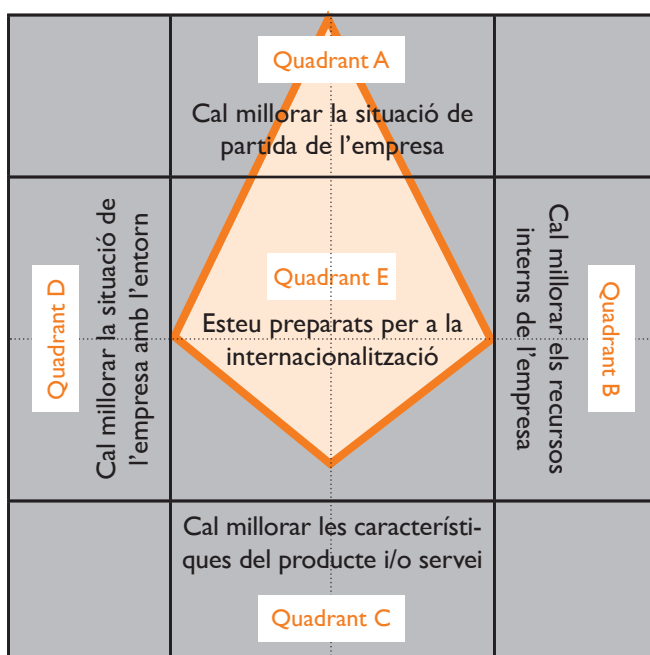 Quadrant A
Cal millorar la situació de
partida de l’empresa
Quadrant D
Cal millorar la situació de
l’empresa amb l’entorn
Quadrant E
Esteu preparats per a la
internacionalització
Cal millorar els recursos
interns de l’empresa
Quadrant B
Cal millorar les característi-
ques del producte i/o servei
Quadrant C